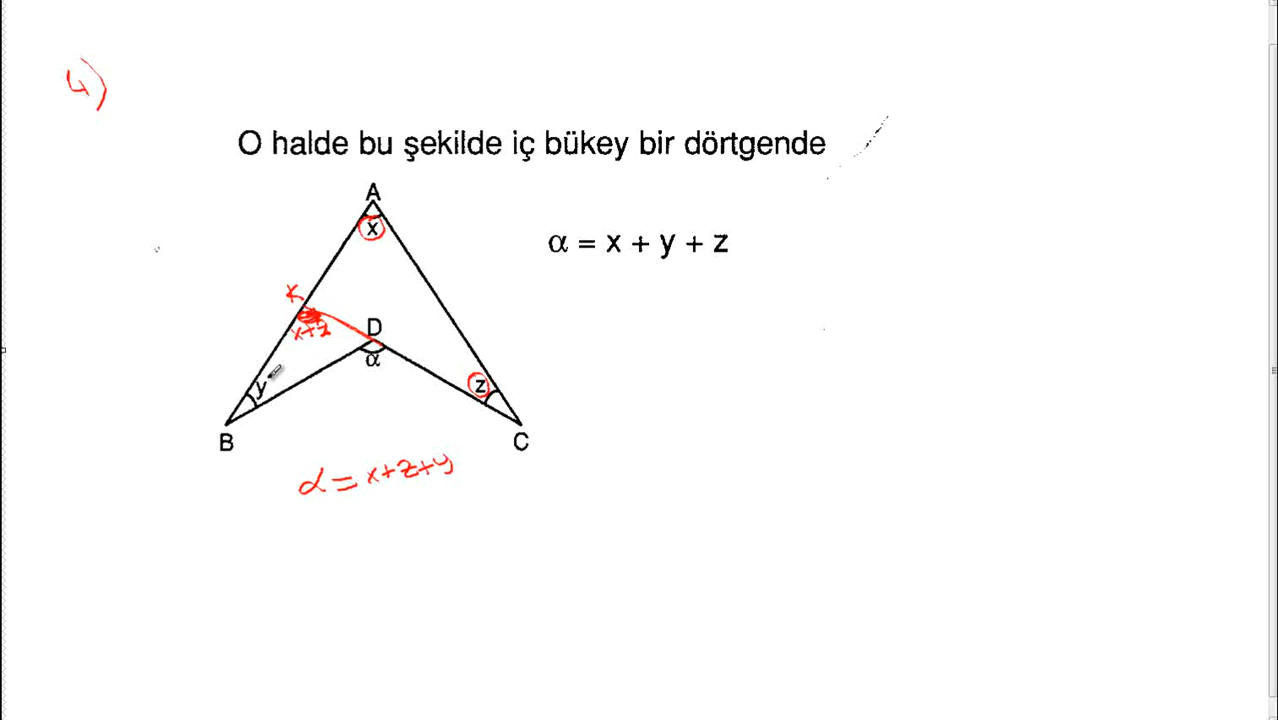 4)
O halde bu şekilde iç bükey bir dörtgende
A
x
α = x + y + z
K
x+z
D
α
y
z
B
C
α = x+z+y